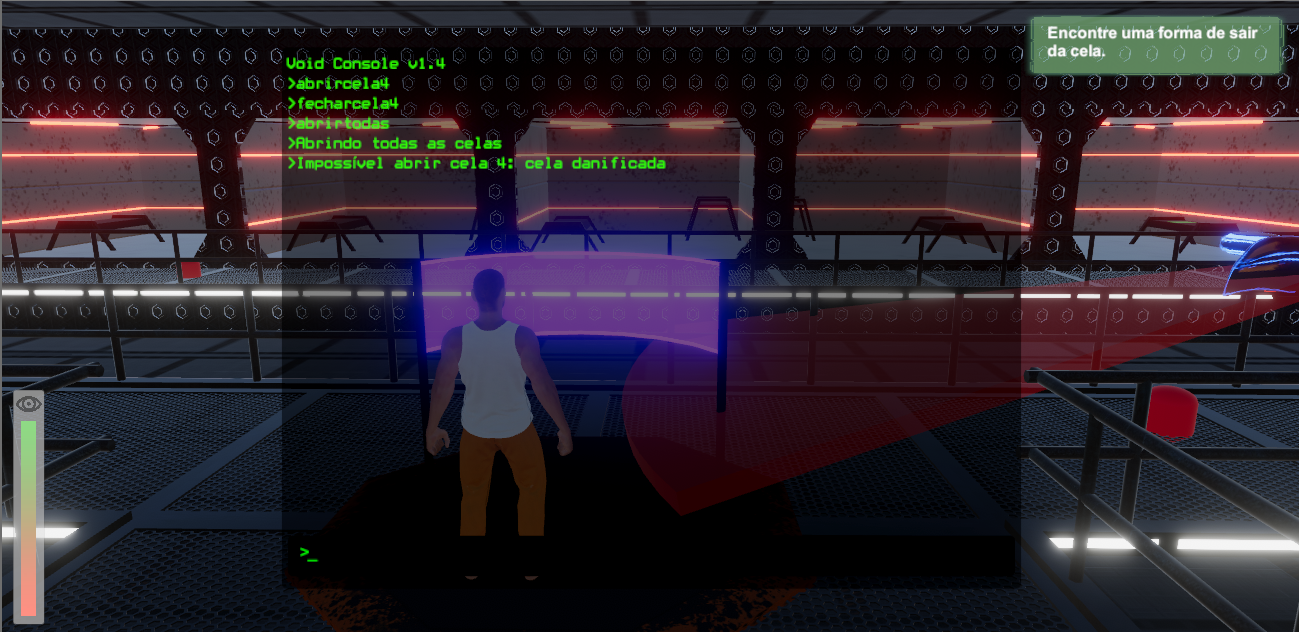 Encontre uma forma de sair
da cela.
Void Console v1.4
>abrircela4
>fecharcela4
>abrirtodas
>Abrindo todas as celas
>Impossível abrir cela 4: cela danificada
>_